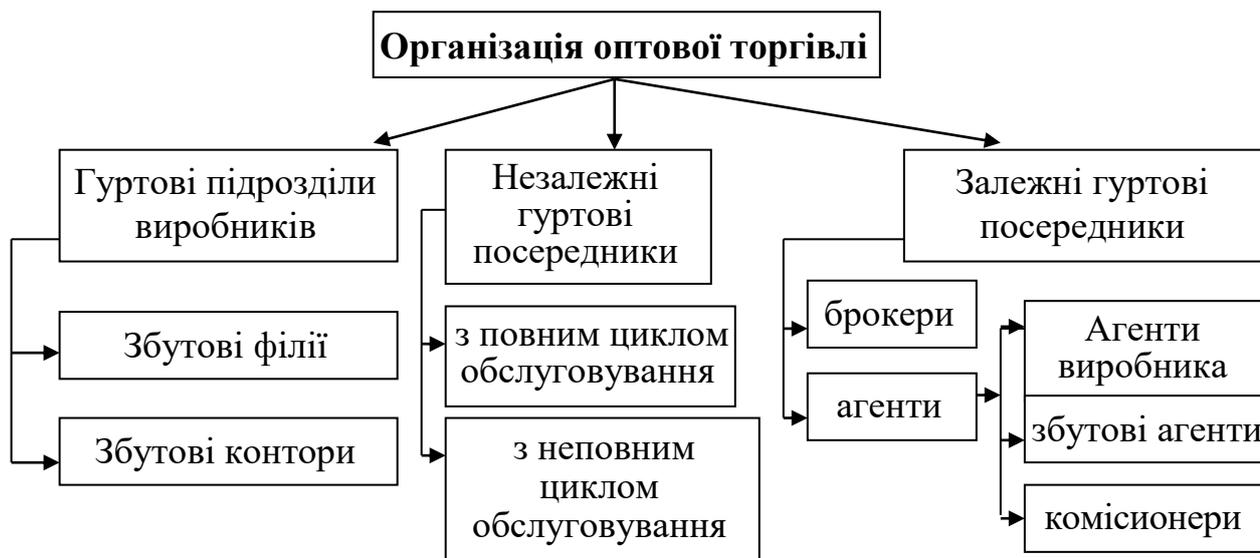 Організація оптової торгівлі
Гуртові підрозділи
виробників
Незалежні
гуртові
посередники
Залежні гуртові
посередники
Збутові філії
Збутові контори
з повним циклом
обслуговування
з неповним
циклом
обслуговування
брокери
агенти
Агенти
виробника
збутові агенти
комісионери